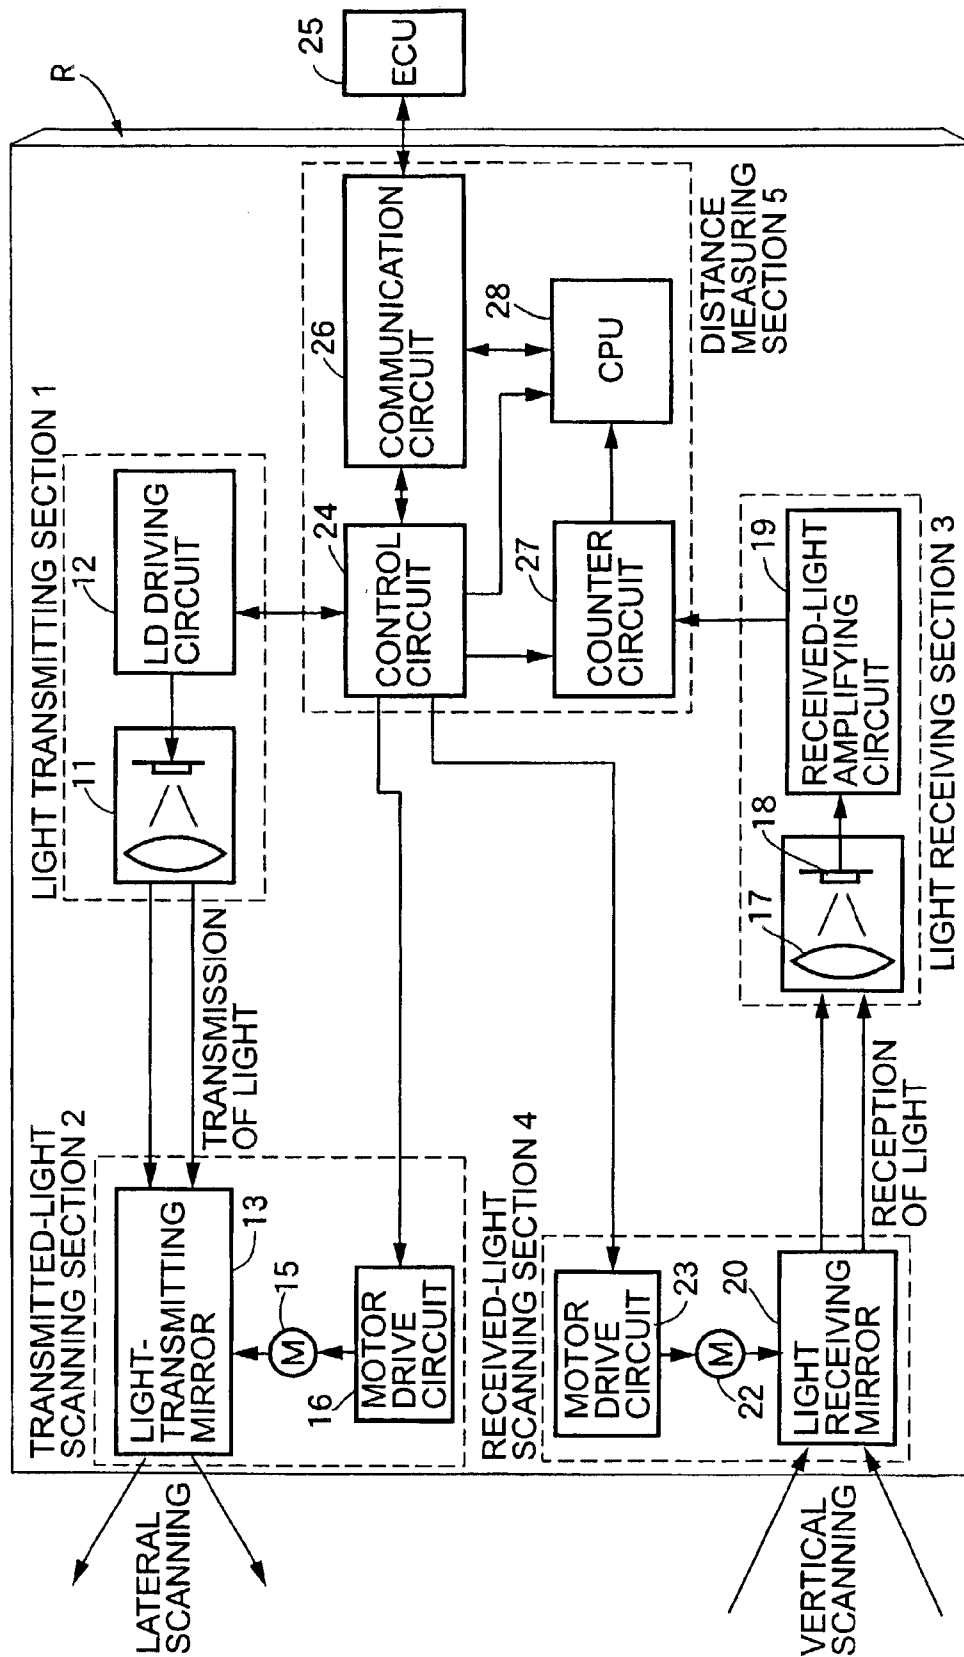 R
25
ECU
LIGHT TRANSMITTING SECTION 1
12
LD DRIVING
CIRCUIT
11
26
COMMUNICATION
CIRCUIT
24
CONTROL
CIRCUIT
28
CPU
27
COUNTER
CIRCUIT
DISTANCE
MEASURING
SECTION 5
19
RECEIVED-LIGHT
AMPLIFYING
CIRCUIT
18
17
LIGHT RECEIVING SECTION 3
TRANSMISSION
OF LIGHT
RECEPTION
OF LIGHT
TRANSMITTED-LIGHT
SCANNING SECTION 2
LIGHT-
TRANSMITTING
MIRROR
13
15
M
16
MOTOR
DRIVE
CIRCUIT
RECEIVED-LIGHT
SCANNING SECTION 4
MOTOR
DRIVE
CIRCUIT
23
M
22
20
LIGHT
RECEIVING
MIRROR
LATERAL
SCANNING
VERTICAL
SCANNING